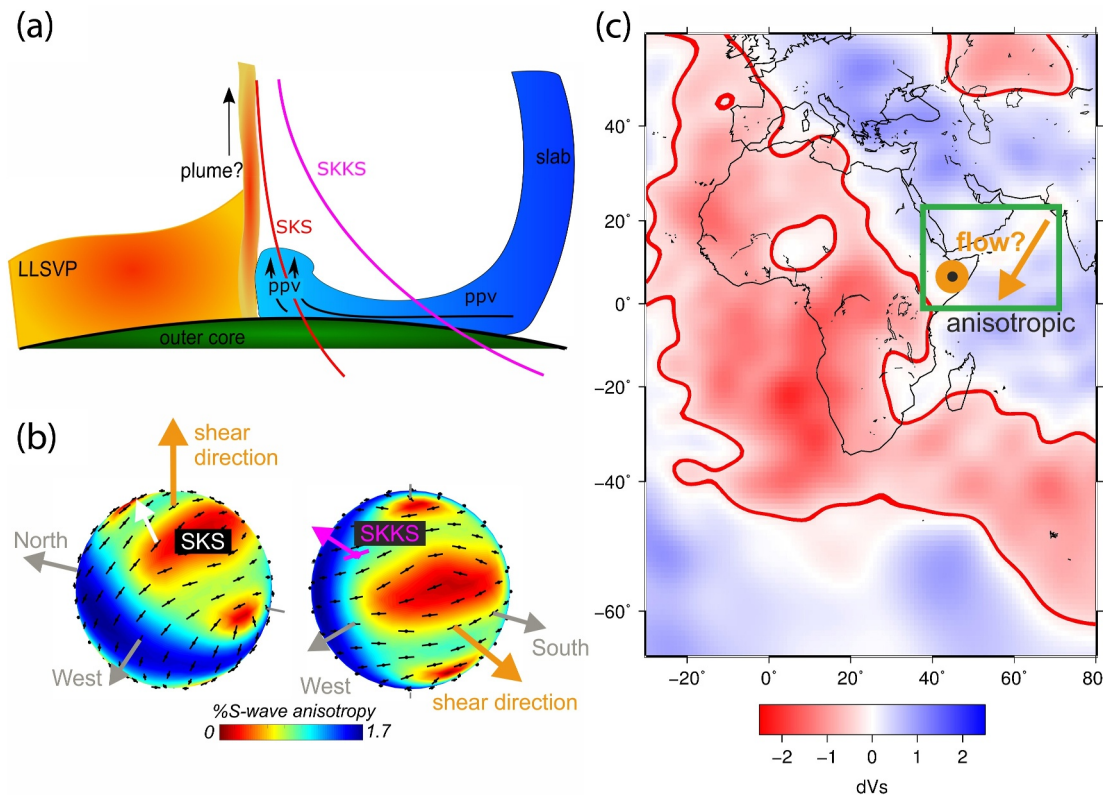 (a)
plume?
SKKS
slab
SKS
LLSVP
ppv
ppv
outer core
(b)
shear
direction
North
SKS
West
SKKS
South
West
shear direction
%S-wave anisotropy
0
1.7
(c)
40˚
20˚
0˚
−20˚
−40˚
−60˚
flow?
anisotropic
−20˚
0˚
20˚
40˚
60˚
80
−2
−1
0
1
2
dVs